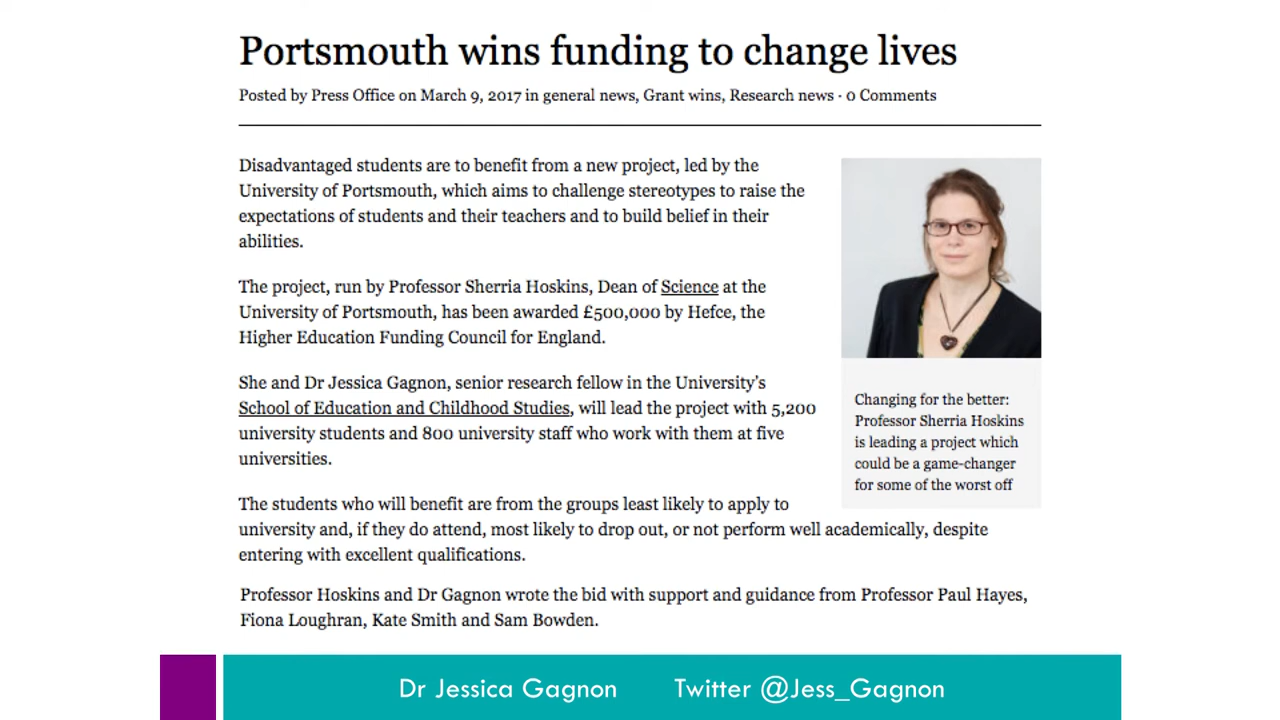 Portsmouth wins funding to change lives
Posted by Press Office on March 9, 2017 in general news, Grant wins, Research news · 0 Comments
Disadvantaged students are to benefit from a new project, led by the
University of Portsmouth, which aims to challenge stereotypes to raise the
expectations of students and their teachers and to build belief in their
abilities.
The project, run by Professor Sherria Hoskins, Dean of Science at the
University of Portsmouth, has been awarded £500,000 by Hefce, the
Higher Education Funding Council for England.
She and Dr Jessica Gagnon, senior research fellow in the University's
School of Education and Childhood Studies, will lead the project with 5,200
university students and 800 university staff who work with them at five
universities.
Changing for the better:
Professor Sherria Hoskins
is leading a project which
could be a game-changer
for some of the worst off
The students who will benefit are from the groups least likely to apply to
university and, if they do attend, most likely to drop out, or not perform well academically, despite
entering with excellent qualifications.
Professor Hoskins and Dr Gagnon wrote the bid with support and guidance from Professor Paul Hayes,
Fiona Loughran, Kate Smith and Sam Bowden.
Dr Jessica Gagnon Twitter @Jess_Gagnon